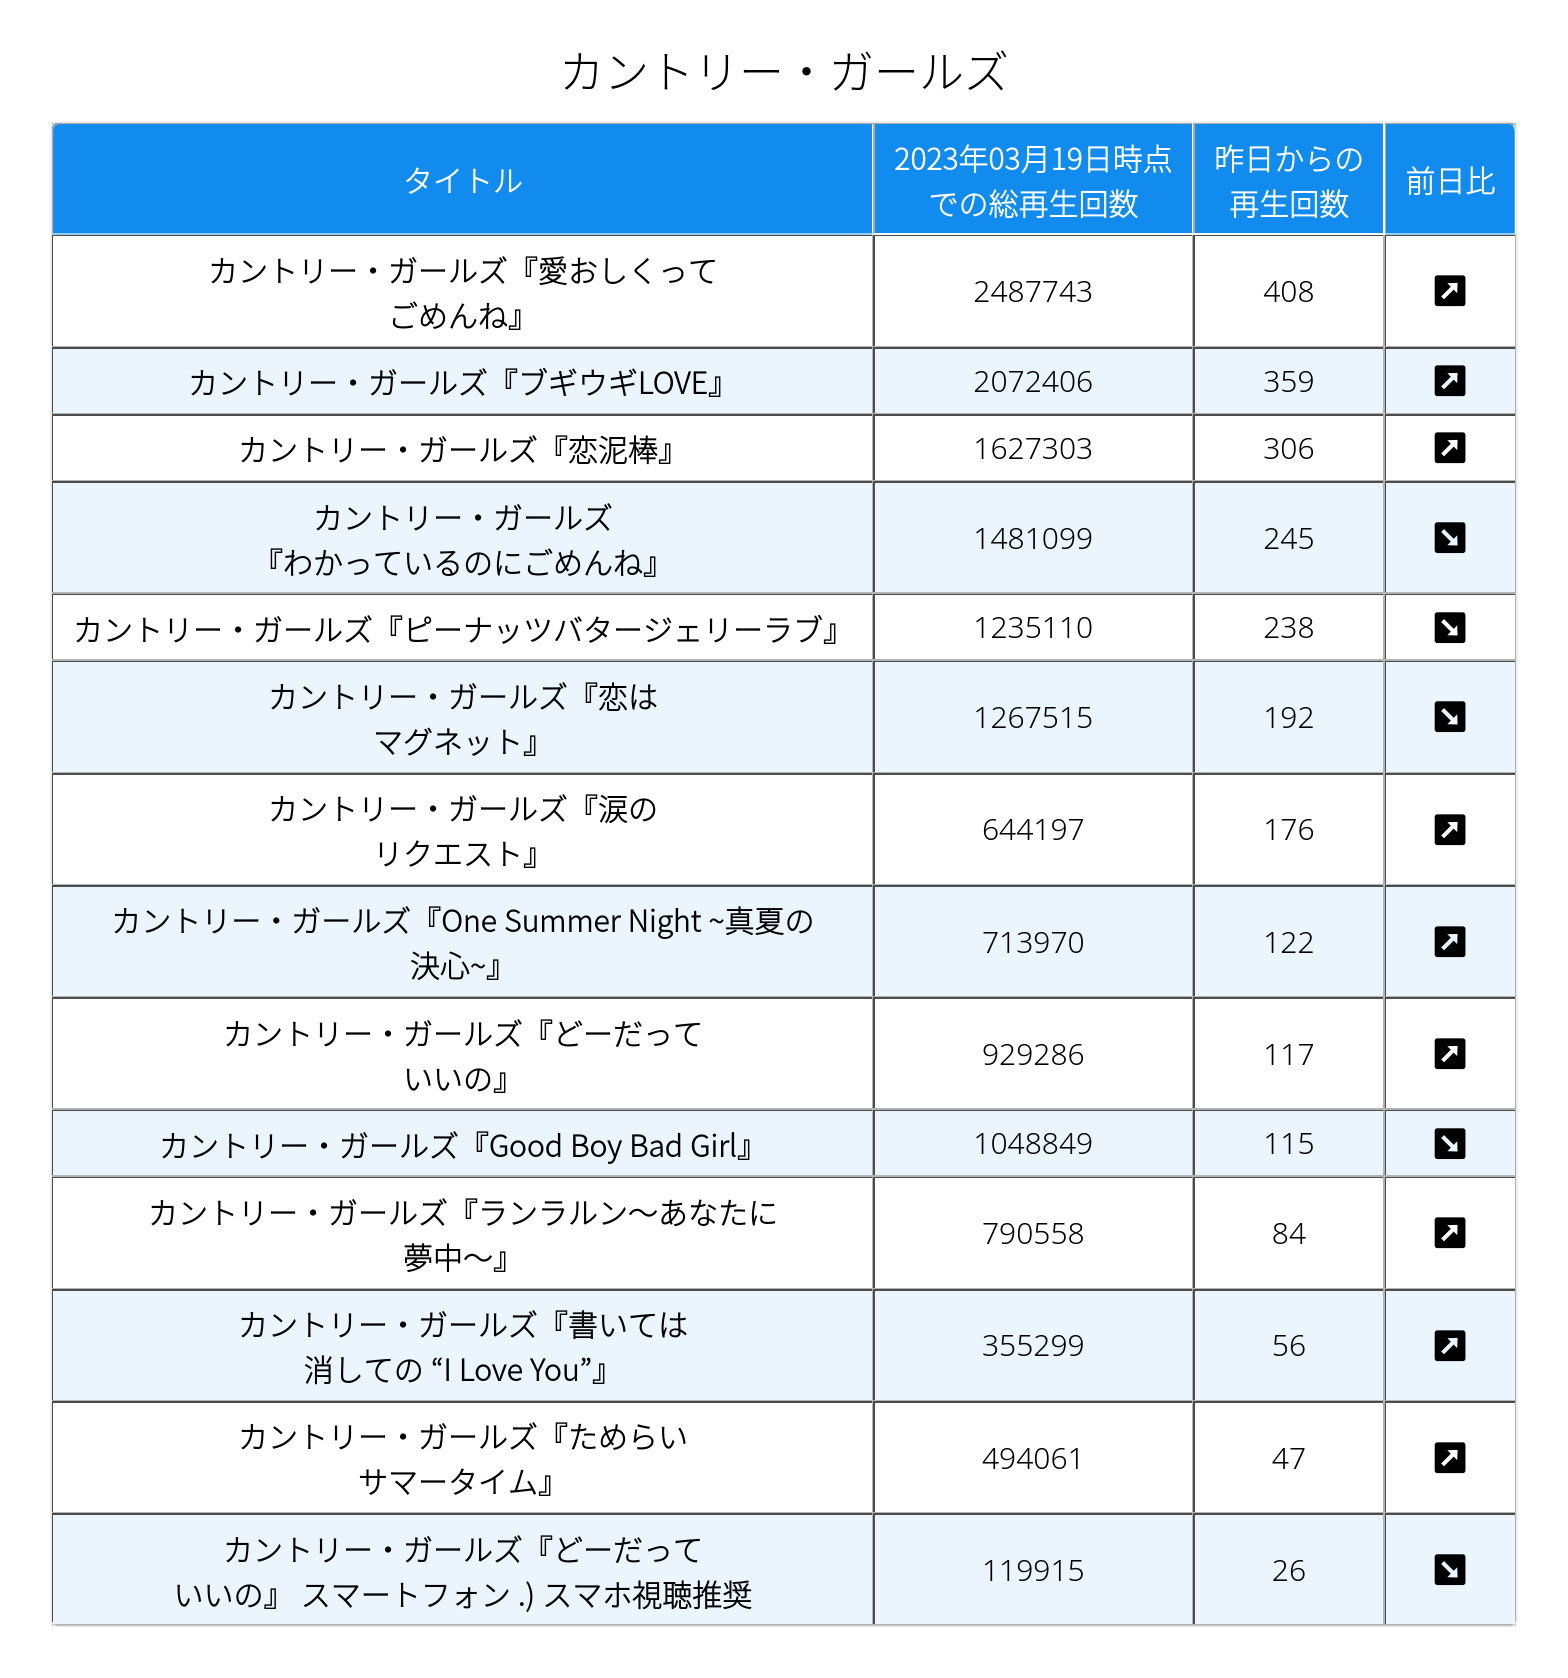 カントリー・ガールズ
タイトル
2023年03月19日時点
での総再生回数
昨日からの
再生回数
前日比
カントリー・ガールズ『愛おしくって
ごめんね』
2487743
408
カントリー・ガールズ『ブギウギLOVE』
2072406
359
カントリー・ガールズ『恋泥棒』
1627303
306
カントリー・ガールズ
『わかっているのにごめんね』
1481099
245
カントリー・ガールズ『ピーナッツバタージェリーラブ』
1235110
238
カントリー・ガールズ『恋は
マグネット』
1267515
192
カントリー・ガールズ『涙の
リクエスト』
644197
176
カントリー・ガールズ『One Summer Night ~真夏の
決心~』
713970
122
カントリー・ガールズ『どーだって
いいの』
929286
117
カントリー・ガールズ『Good Boy Bad Girl』
1048849
115
カントリー・ガールズ『ランラルン～あなたに
夢中～』
790558
84
カントリー・ガールズ『書いては
消しての “I Love You”』
355299
56
カントリー・ガールズ『ためらい
サマータイム』
494061
47
カントリー・ガールズ『どーだって
いいの』 スマートフォン .) スマホ視聴推奨
119915
26